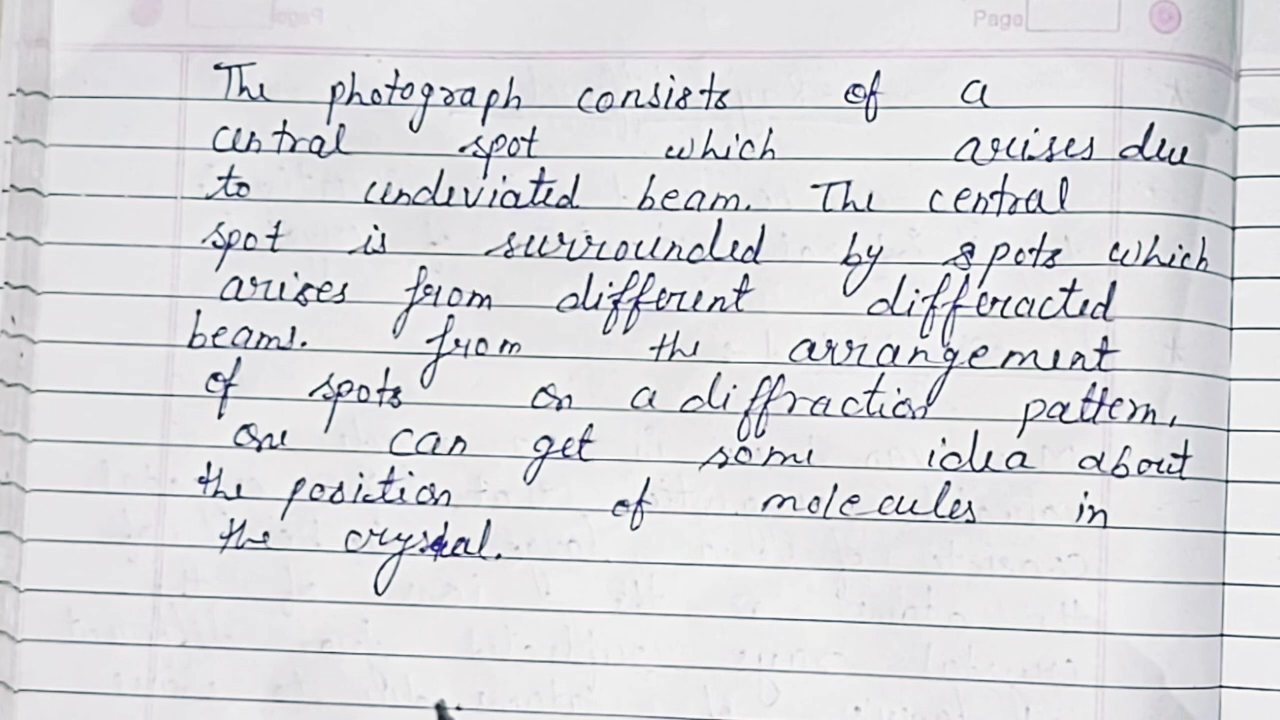 Page
The photograph consists of a
central spot which arises due
to undeviated beam. The central
spot is surrounded by spots which
arises from different differacted
beams. from the arrangement
of spots on a diffraction pattern,
one can get some idea about
the position of molecules in
the crystal.